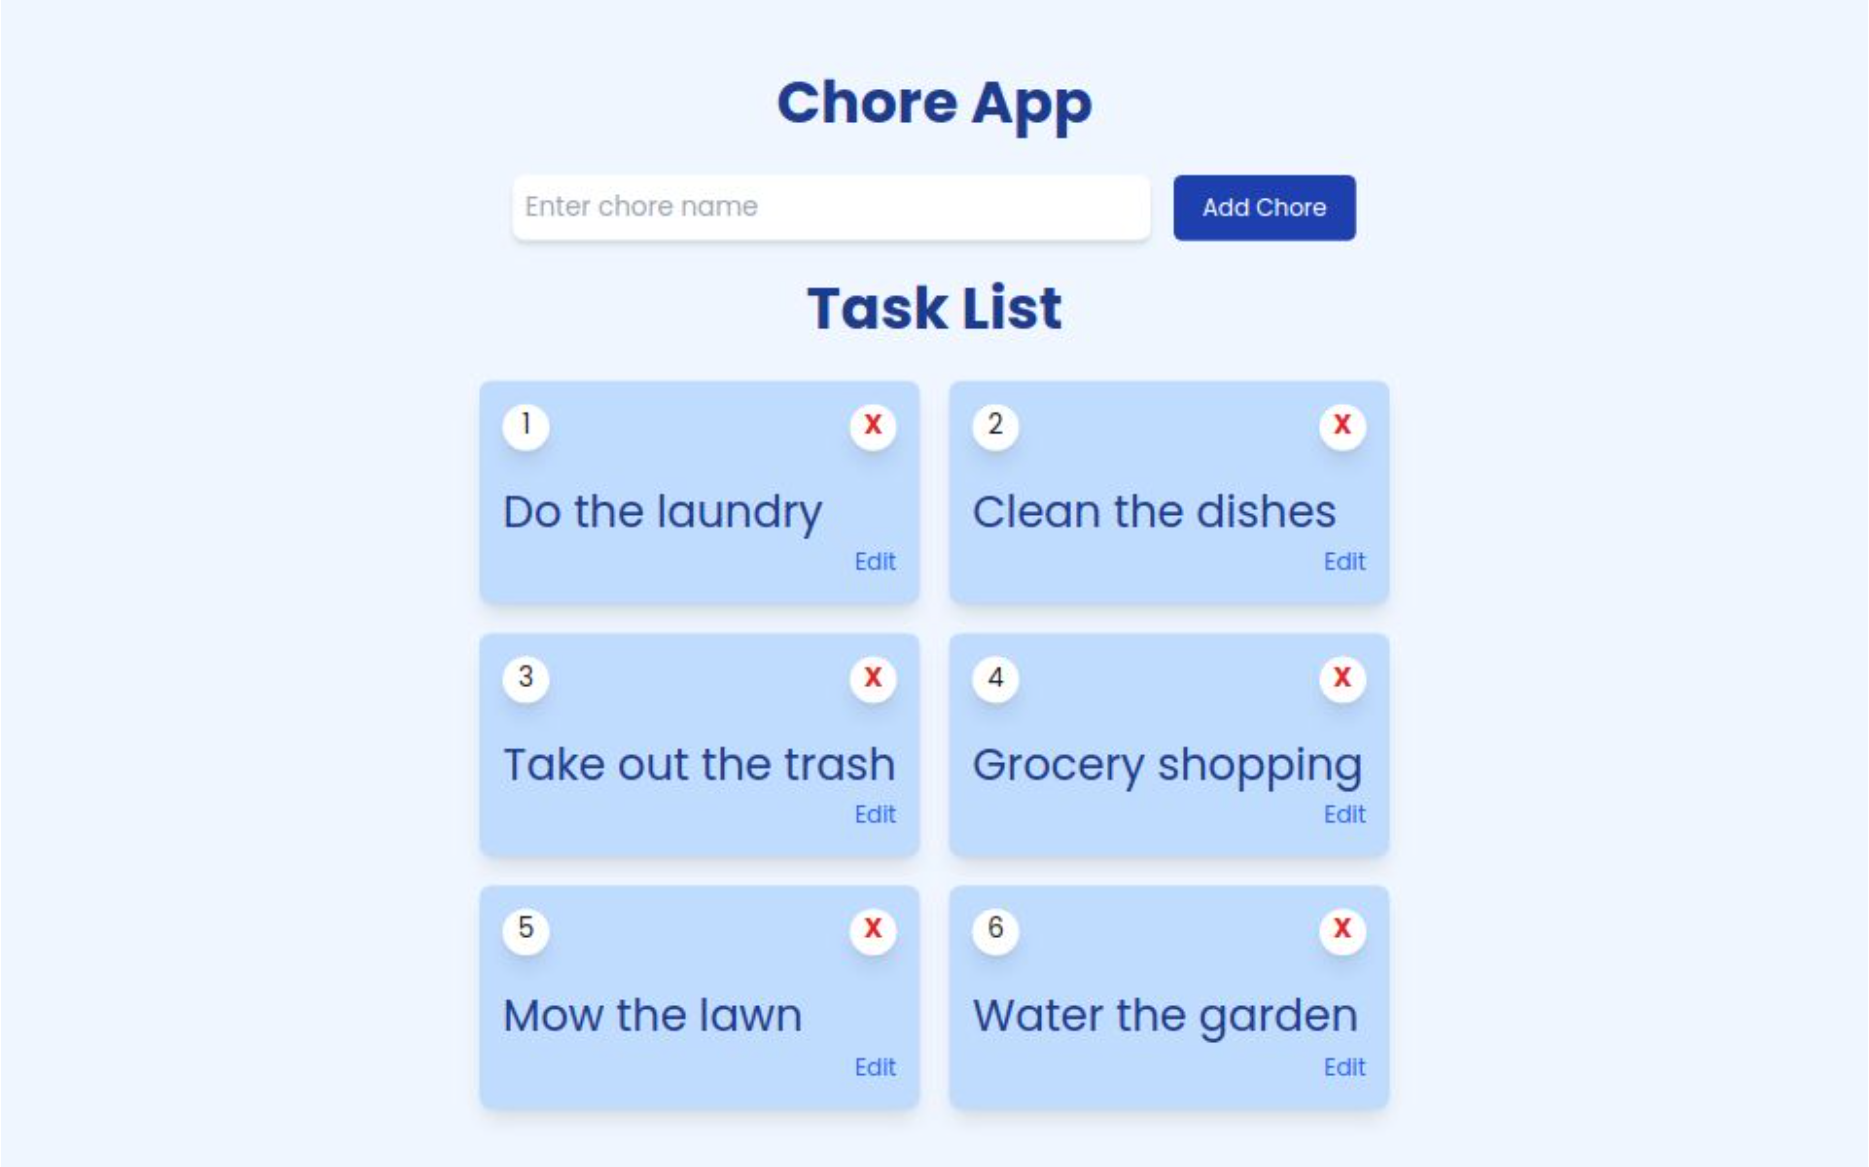 Chore App
Enter chore name
Add Chore
Task List
1
X
Do the laundry
Edit
2
X
Clean the dishes
Edit
3
X
Take out the trash
Edit
4
X
Grocery shopping
Edit
5
X
Mow the lawn
Edit
6
X
Water the garden
Edit